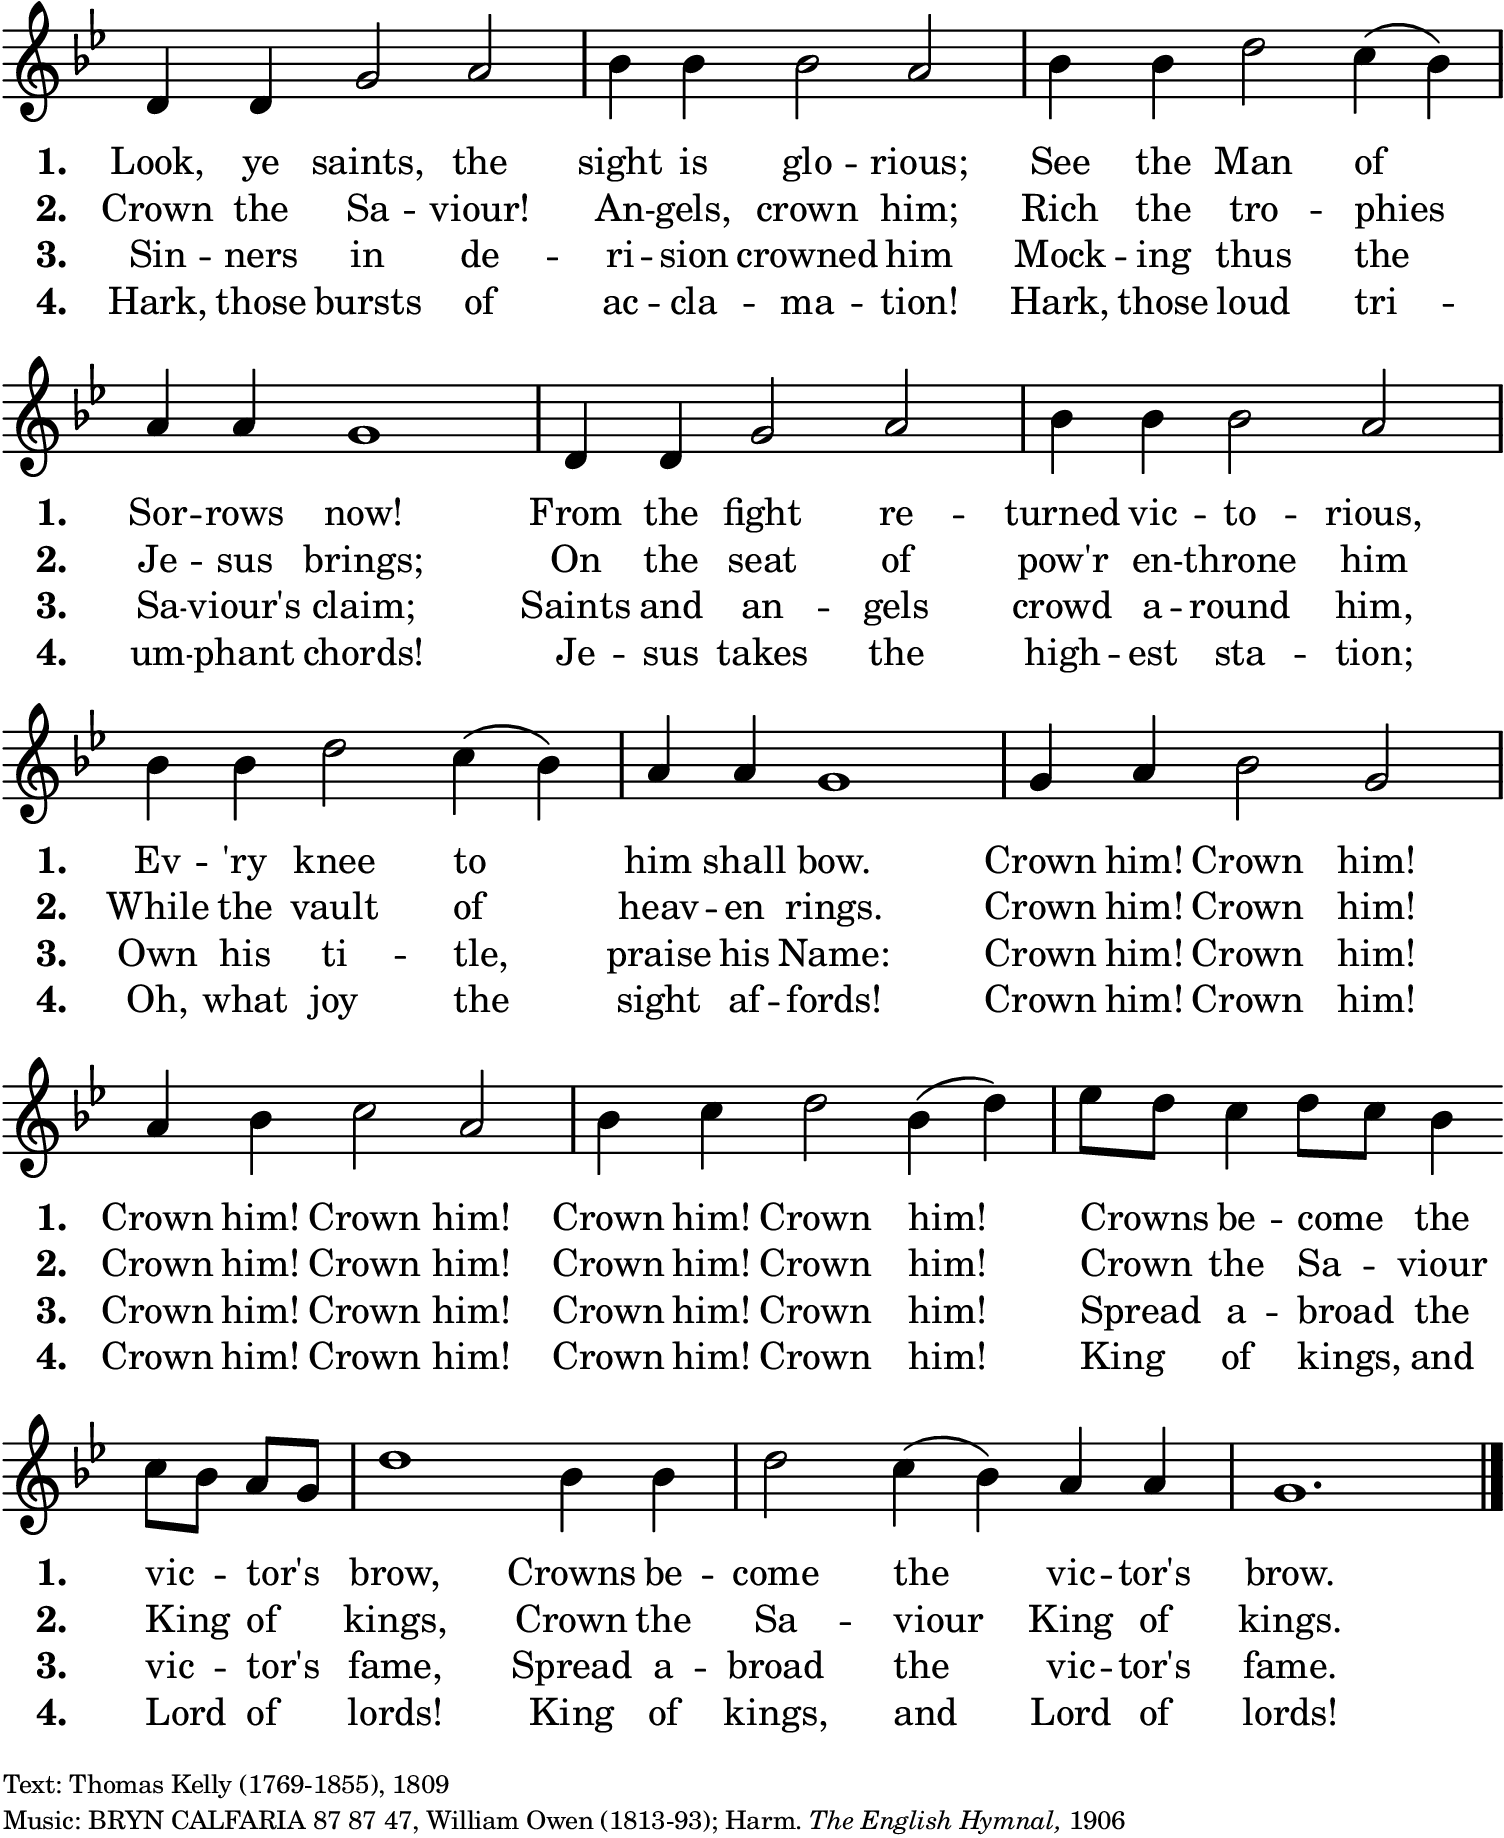 1. Look, ye saints, the sight is glo - rious; See the Man of
2. Crown the Sa - viour! An - gels, crown him; Rich the tro - phies
3. Sin - ners in de - ri - sion crowned him Mock - ing thus the
4. Hark, those bursts of ac - cla - ma - tion! Hark, those loud tri -
1. Sor - rows now! From the fight re - turned vic - to - rious,
2. Je - sus brings; On the seat of pow'r en - throne him
3. Sa - viour's claim; Saints and an - gels crowd a - round him,
4. um - phant chords! Je - sus takes the high - est sta - tion;
1. Ev - 'ry knee to him shall bow. Crown him! Crown him!
2. While the vault of heav - en rings. Crown him! Crown him!
3. Own his ti - tle, praise his Name: Crown him! Crown him!
4. Oh, what joy the sight af - fords! Crown him! Crown him!
1. Crown him! Crown him! Crown him! Crown him! Crowns be - come the
2. Crown him! Crown him! Crown him! Crown him! Crown the Sa - viour
3. Crown him! Crown him! Crown him! Crown him! Spread a - broad the
4. Crown him! Crown him! Crown him! Crown him! King of kings, and
1. vic - tor's brow, Crowns be - come the vic - tor's brow.
2. King of kings, Crown the Sa - viour King of kings.
3. vic - tor's fame, Spread a - broad the vic - tor's fame.
4. Lord of lords! King of kings, and Lord of lords!
Text: Thomas Kelly (1769-1855), 1809
Music: BRYN CALFARIA 87 87 47, William Owen (1813-93); Harm. The English Hymnal, 1906